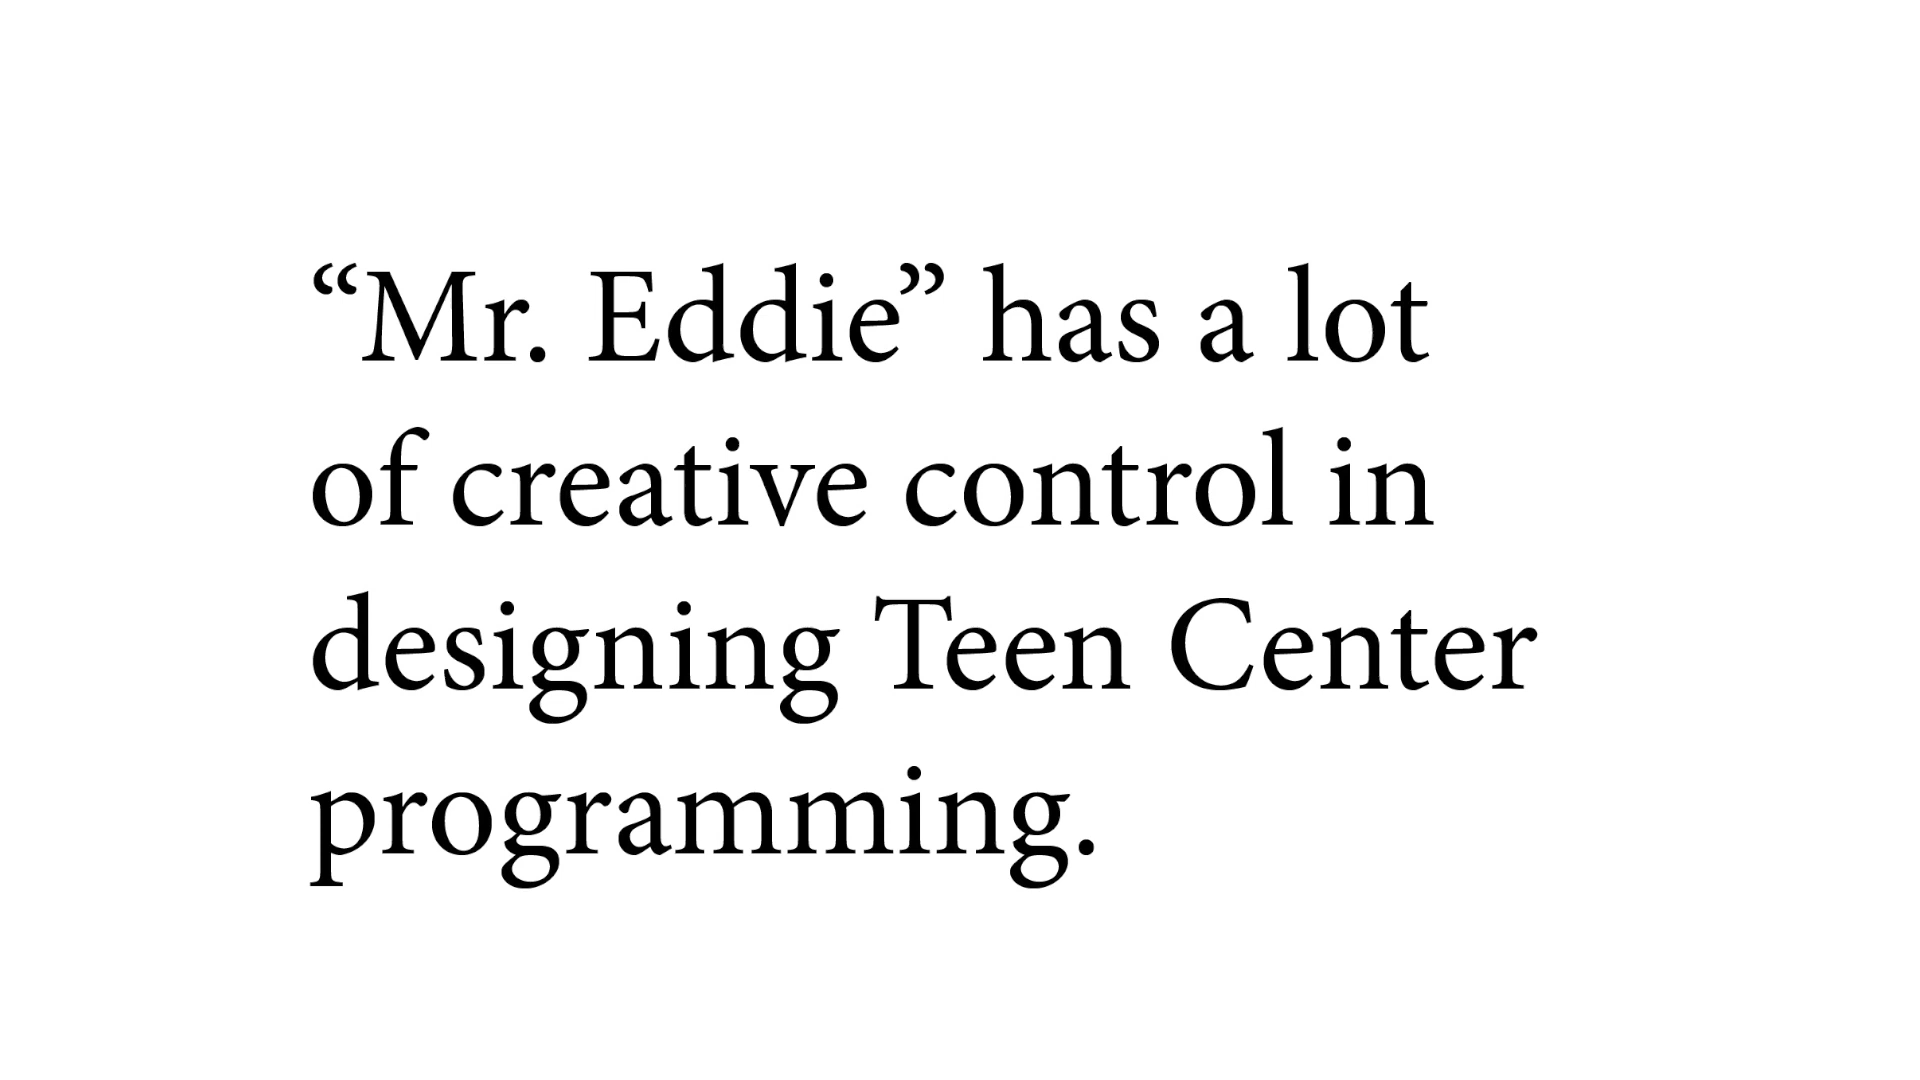 “Mr. Eddie” has a lot
of creative control in
designing Teen Center
programming.